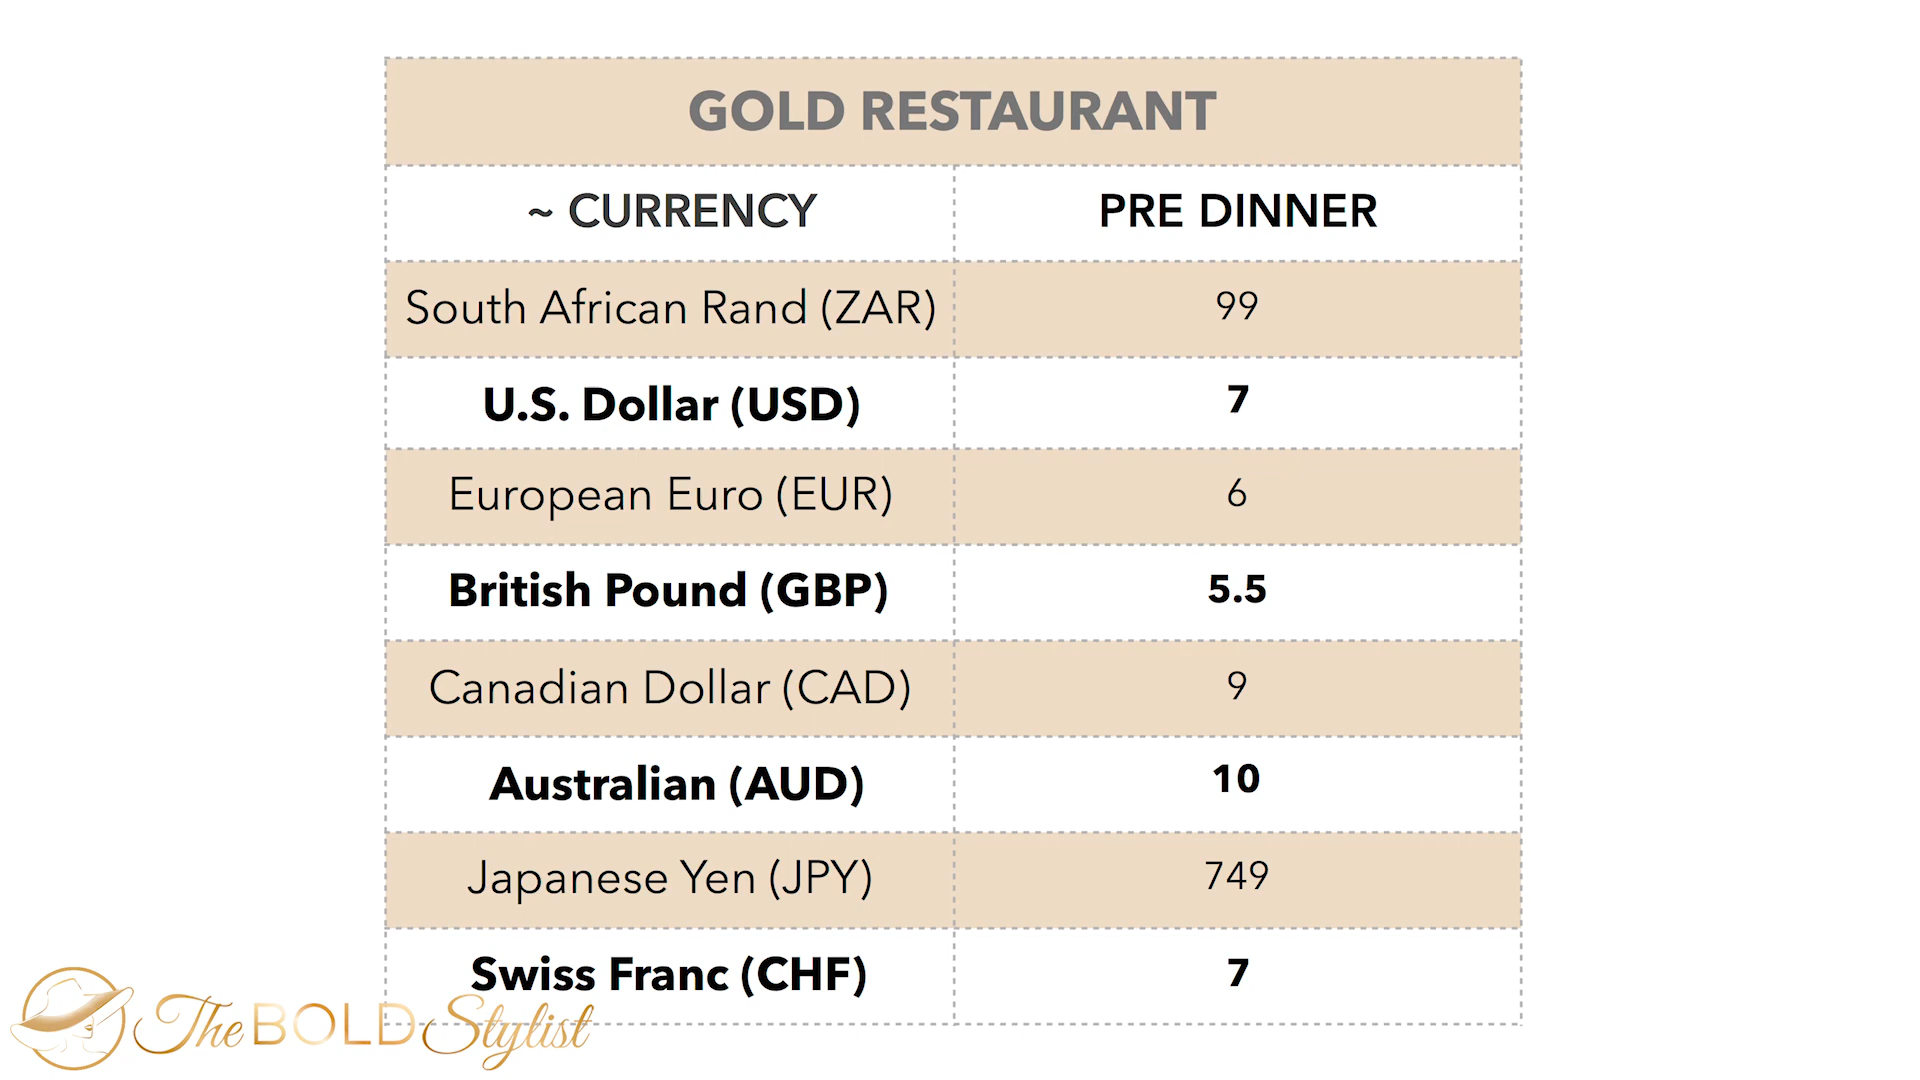 GOLD RESTAURANT
~ CURRENCY PRE DINNER
South African Rand (ZAR) 99
U.S. Dollar (USD) 7
European Euro (EUR) 6
British Pound (GBP) 5.5
Canadian Dollar (CAD) 9
Australian (AUD) 10
Japanese Yen (JPY) 749
Swiss Franc (CHF) 7
The BOLD Stylist